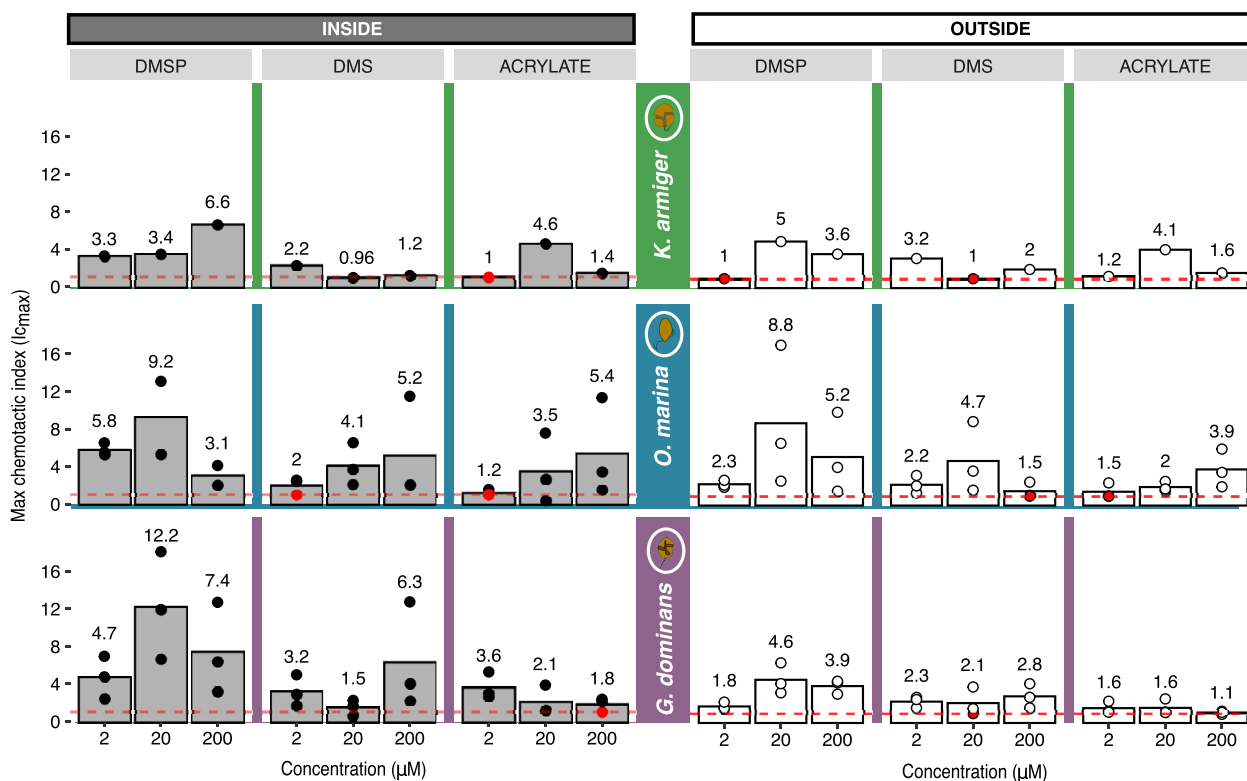 INSIDE OUTSIDE
DMSP DMS ACRYLATE DMSP DMS ACRYLATE
Max chemotactic index (Icmax)
16
12
8
4
0
3.3 3.4 6.6 2.2 0.96 1.2 1 4.6 1.4
K. armiger
1 5 3.6 3.2 1 2 1.2 4.1 1.6
16
12
8
4
0
5.8 9.2 3.1 2 4.1 5.2 1.2 3.5 5.4
O. marina
2.3 8.8 5.2 2.2 4.7 1.5 1.5 2 3.9
16
12
8
4
0
4.7 12.2 7.4 3.2 1.5 6.3 3.6 2.1 1.8
G. dominans
1.8 4.6 3.9 2.3 2.1 2.8 1.6 1.6 1.1
2 20 200 2 20 200 2 20 200 2 20 200 2 20 200 2 20 200
Concentration (µM) Concentration (µM)